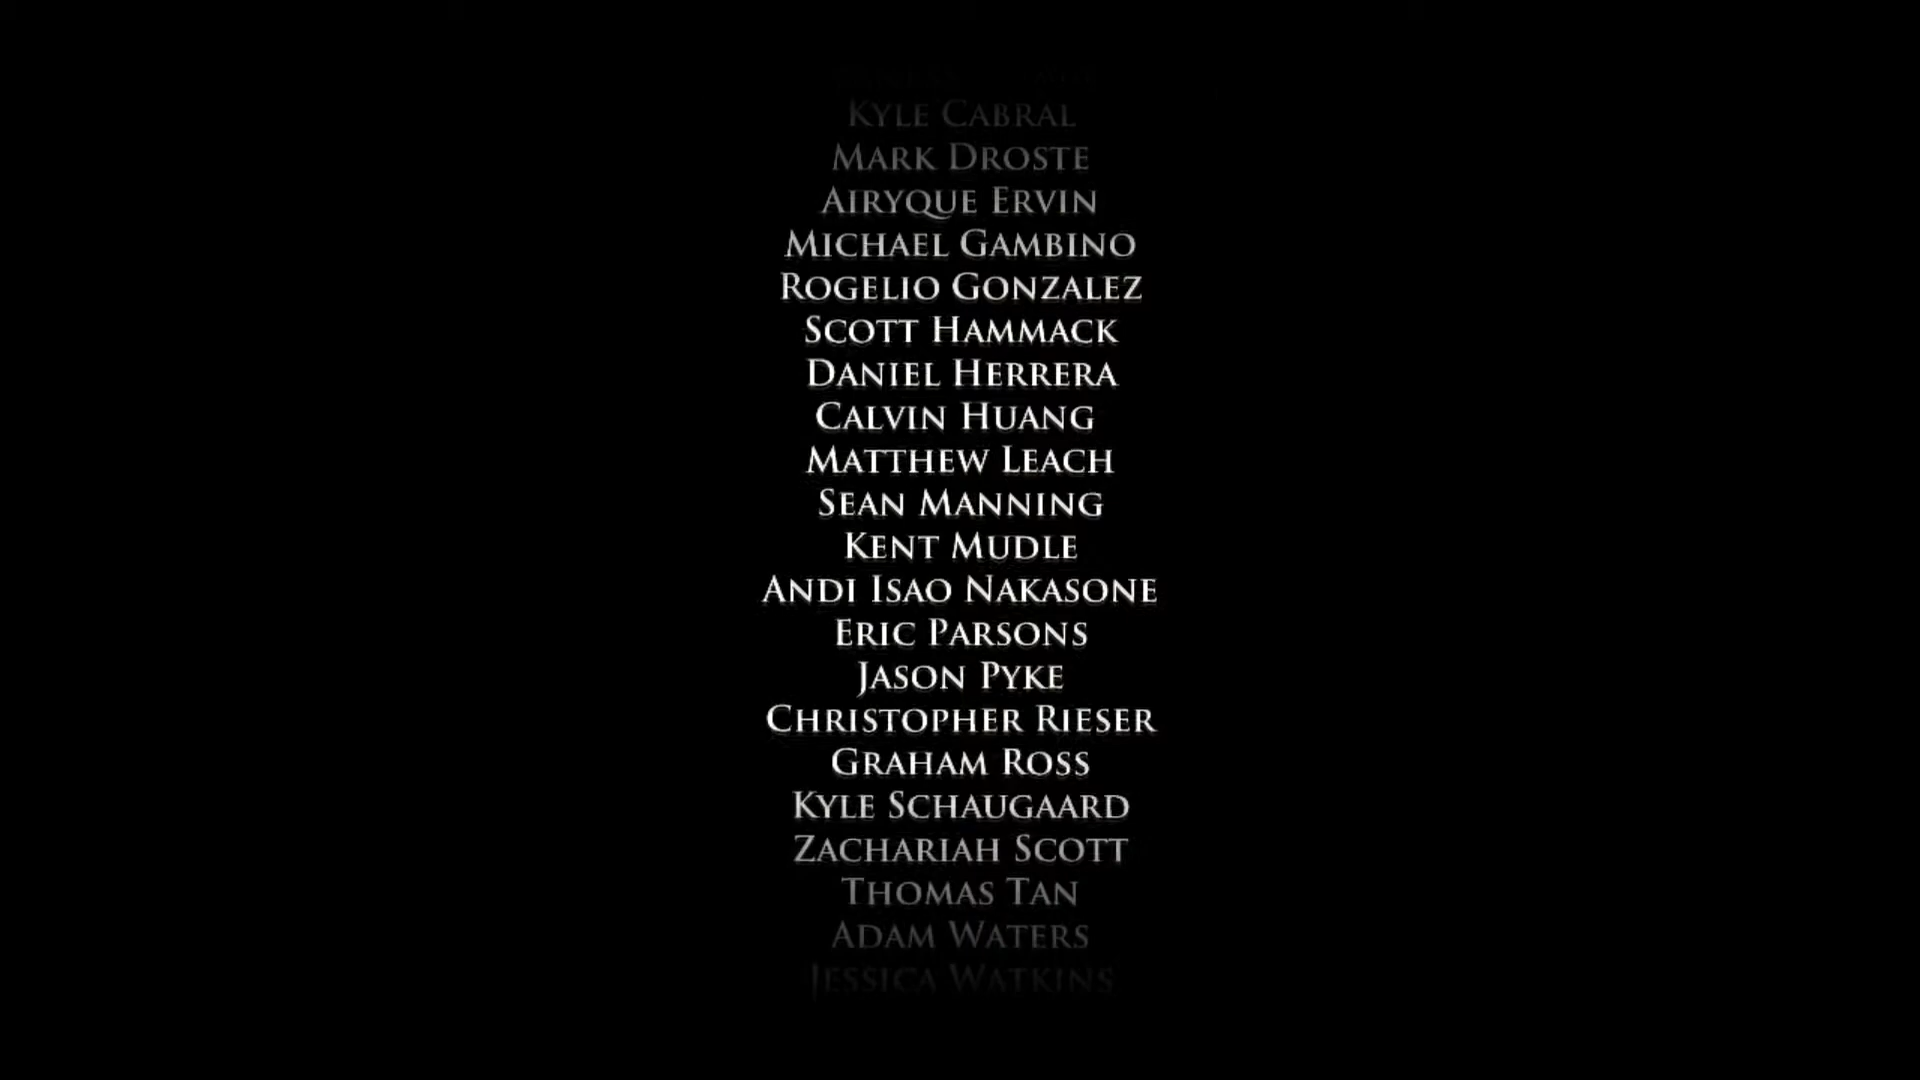 Kyle Cabral
Mark Droste
Airyque Ervin
Michael Gambino
Rogelio Gonzalez
Scott Hammack
Daniel Herrera
Calvin Huang
Matthew Leach
Sean Manning
Kent Mudle
Andi Isao Nakasone
Eric Parsons
Jason Pyke
Christopher Rieser
Graham Ross
Kyle Schaugaard
Zachariah Scott
Thomas Tan
Adam Waters
Jessica Watkins